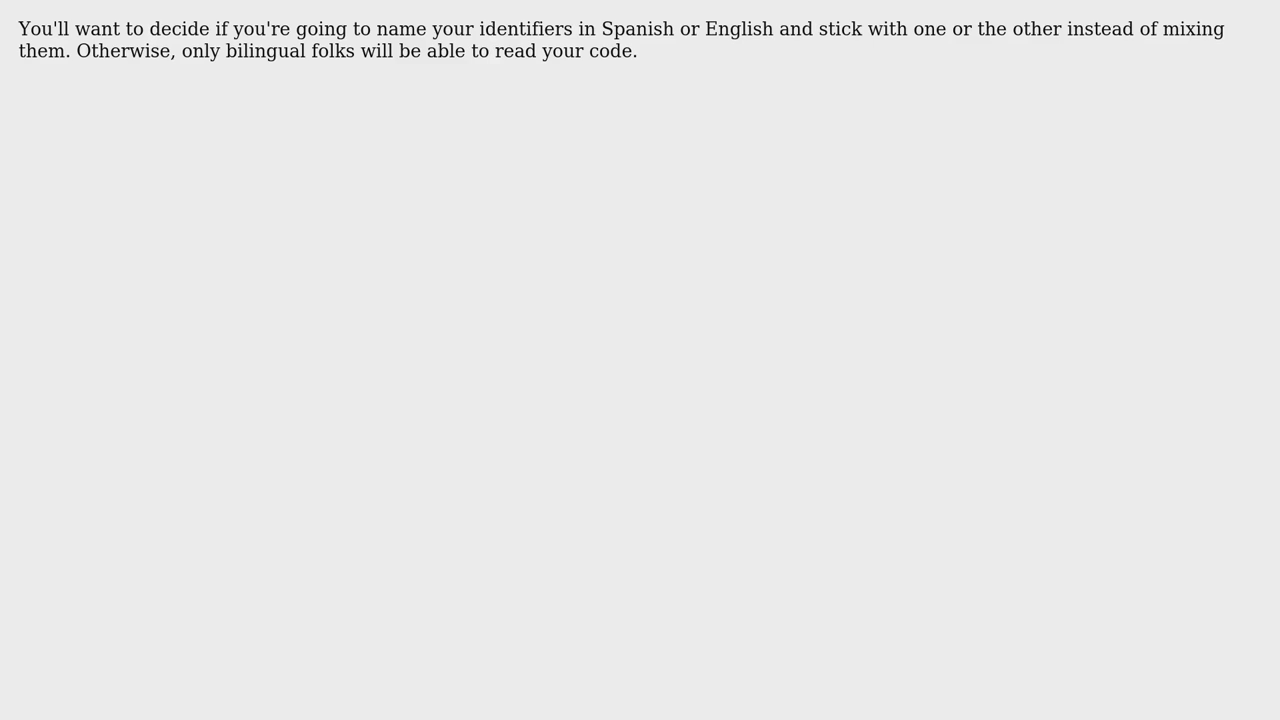 You'll want to decide if you're going to name your identifiers in Spanish or English and stick with one or the other instead of mixing
them. Otherwise, only bilingual folks will be able to read your code.